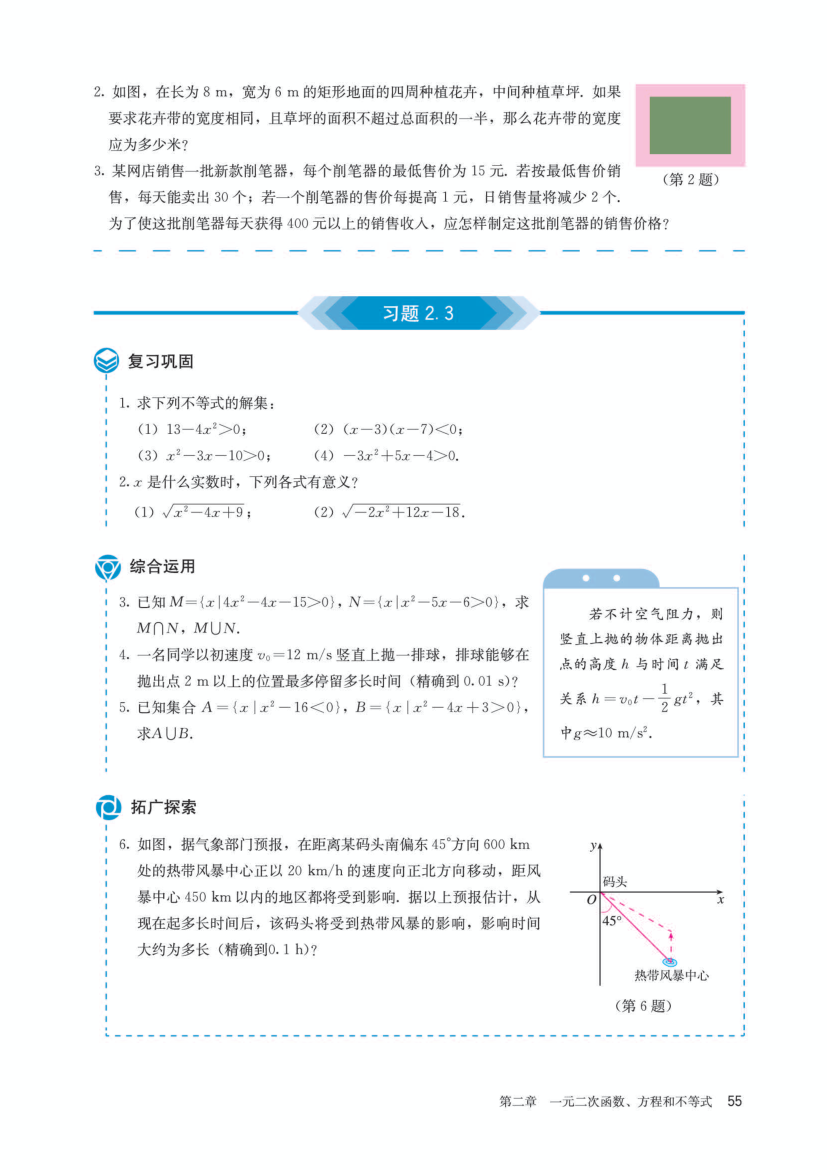 2. 如图，在长为 8 m，宽为 6 m 的矩形地面的四周种植花卉，中间种植草坪. 如果
要求花卉带的宽度相同，且草坪的面积不超过总面积的一半，那么花卉带的宽度
应为多少米？
(第 2 题)
3. 某网店销售一批新款削笔器，每个削笔器的最低售价为 15 元. 若按最低售价销
售，每天能卖出 30 个；若一个削笔器的售价每提高 1 元，日销售量将减少 2 个.
为了使这批削笔器每天获得 400 元以上的销售收入，应怎样制定这批削笔器的销售价格？
习题 2.3
复习巩固
1. 求下列不等式的解集：
(1) 13−4x²>0； (2) (x−3)(x−7)<0；
(3) x²−3x−10>0； (4) −3x²+5x−4>0.
2. x 是什么实数时，下列各式有意义？
(1) √(x²−4x+9)； (2) √(−2x²+12x−18).
综合运用
3. 已知 M={x|4x²−4x−15>0}，N={x|x²−5x−6>0}，求
M∩N，M∪N.
4. 一名同学以初速度 v₀=12 m/s 竖直上抛一排球，排球能够在
抛出点 2 m 以上的位置最多停留多长时间（精确到 0.01 s)？
5. 已知集合 A={x|x²−16<0}，B={x|x²−4x+3>0}，
求A∪B.
若不计空气阻力，则
竖直上抛的物体距离抛出
点的高度 h 与时间 t 满足
关系 h=v₀t−1/2 gt²，其
中g≈10 m/s².
拓广探索
6. 如图，据气象部门预报，在距离某码头南偏东 45°方向 600 km
处的热带风暴中心正以 20 km/h 的速度向正北方向移动，距风
暴中心 450 km 以内的地区都将受到影响. 据以上预报估计，从
现在起多长时间后，该码头将受到热带风暴的影响，影响时间
大约为多长（精确到0.1 h)？
y
码头
O
x
45°
热带风暴中心
(第 6 题)
第二章 一元二次函数、方程和不等式 55